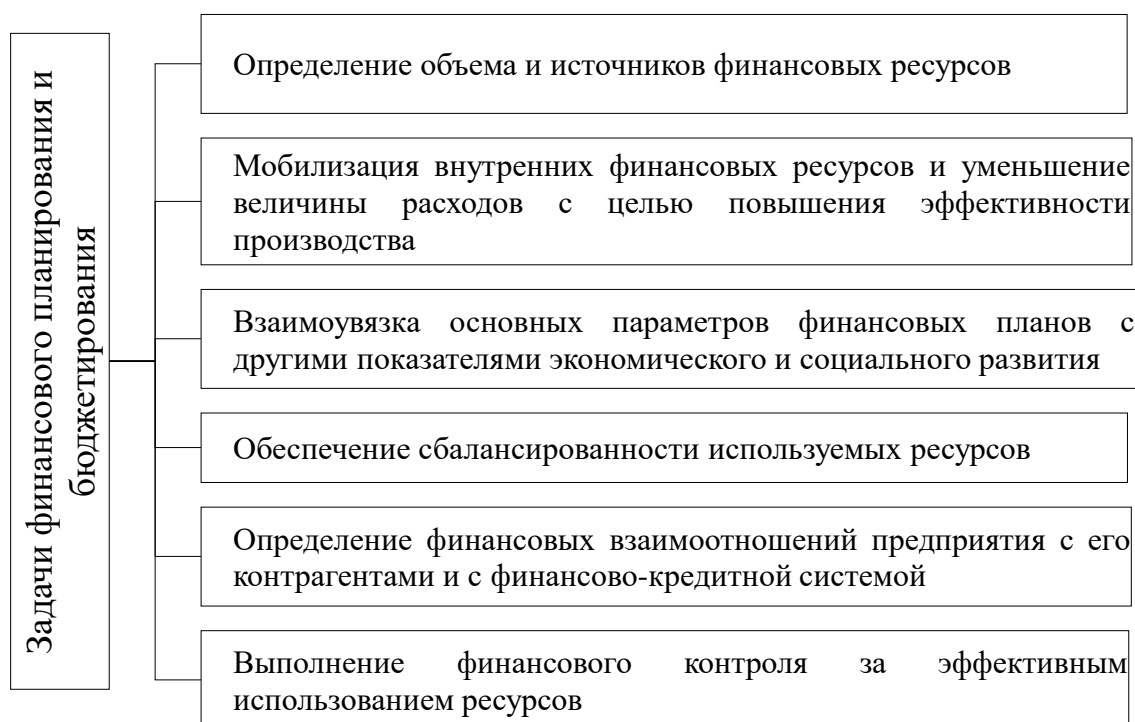 Задачи финансового планирования и
бюджетирования
Определение объема и источников финансовых ресурсов
Мобилизация внутренних финансовых ресурсов и уменьшение
величины расходов с целью повышения эффективности
производства
Взаимоувязка основных параметров финансовых планов с
другими показателями экономического и социального развития
Обеспечение сбалансированности используемых ресурсов
Определение финансовых взаимоотношений предприятия с его
контрагентами и с финансово-кредитной системой
Выполнение финансового контроля за эффективным
использованием ресурсов